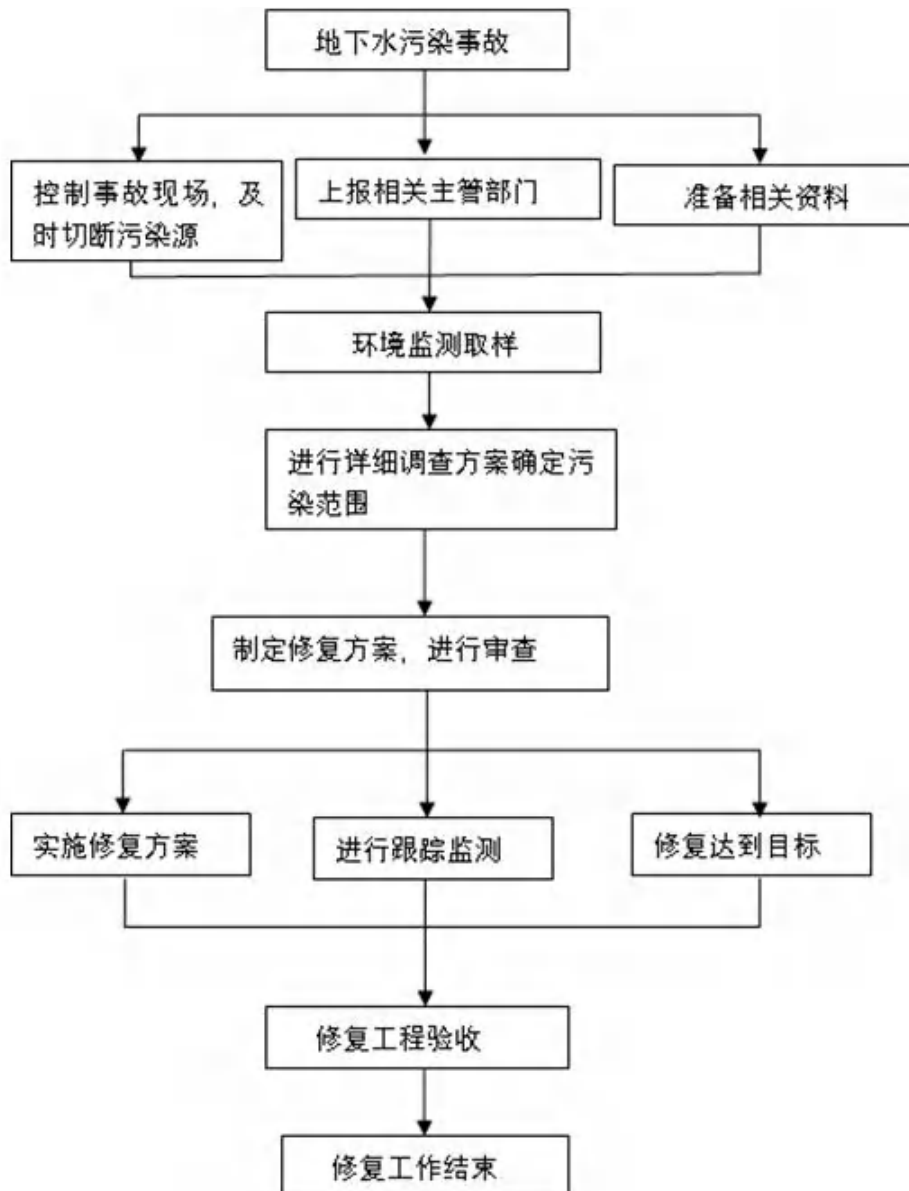 地下水污染事故
控制事故现场，及
时切断污染源
上报相关主管部门
准备相关资料
环境监测取样
进行详细调查方案确定污
染范围
制定修复方案，进行审查
实施修复方案
进行跟踪监测
修复达到目标
修复工程验收
修复工作结束